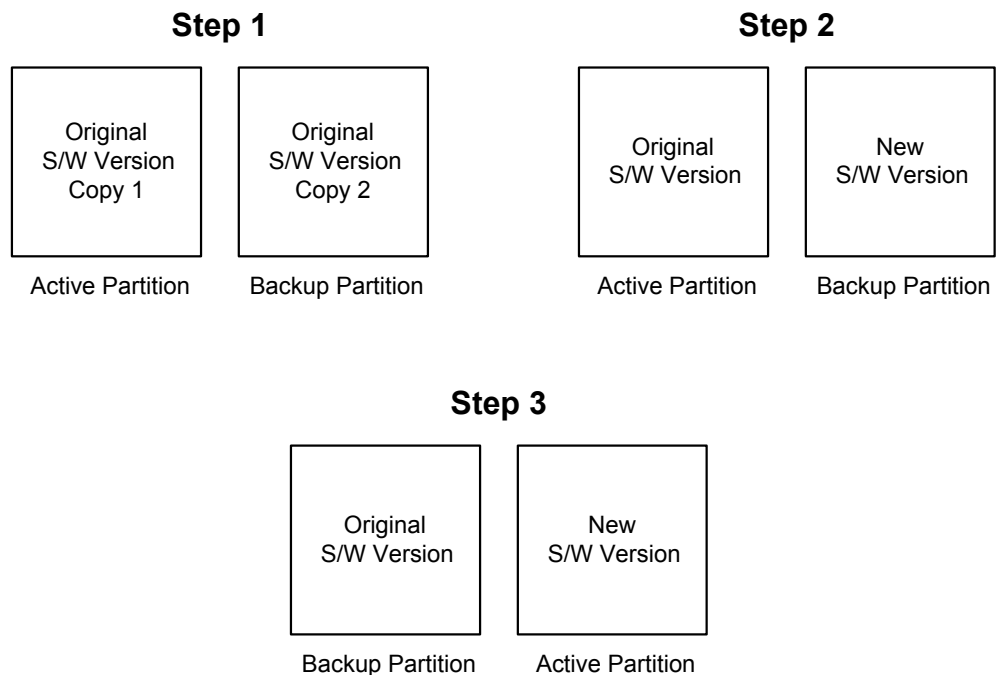 Step 1
Original
S/W Version
Copy 1
Active Partition
Original
S/W Version
Copy 2
Backup Partition
Step 2
Original
S/W Version
Active Partition
New
S/W Version
Backup Partition
Step 3
Original
S/W Version
Backup Partition
New
S/W Version
Active Partition